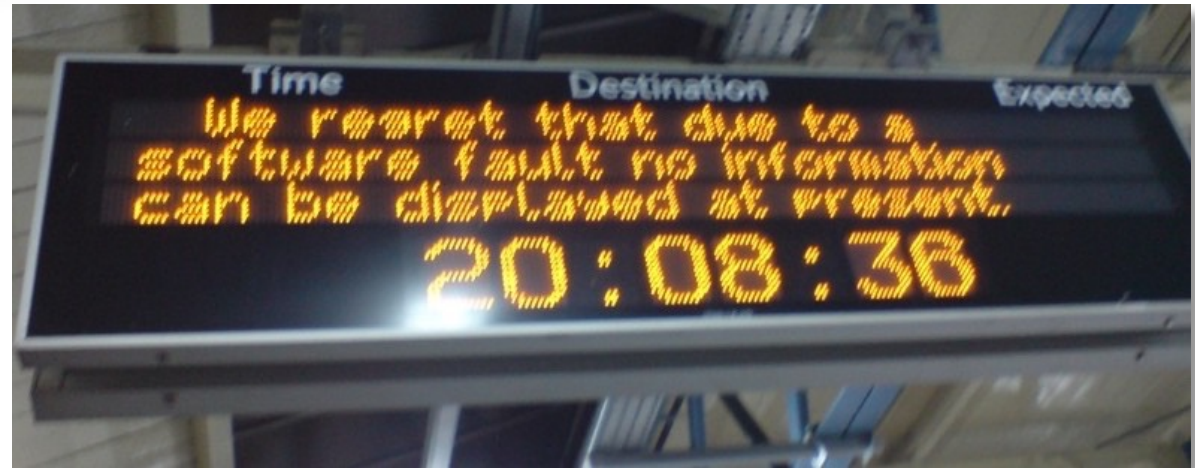 Time Destination Expected
We regret that due to a
software fault no information
can be displayed at present.
20:08:36